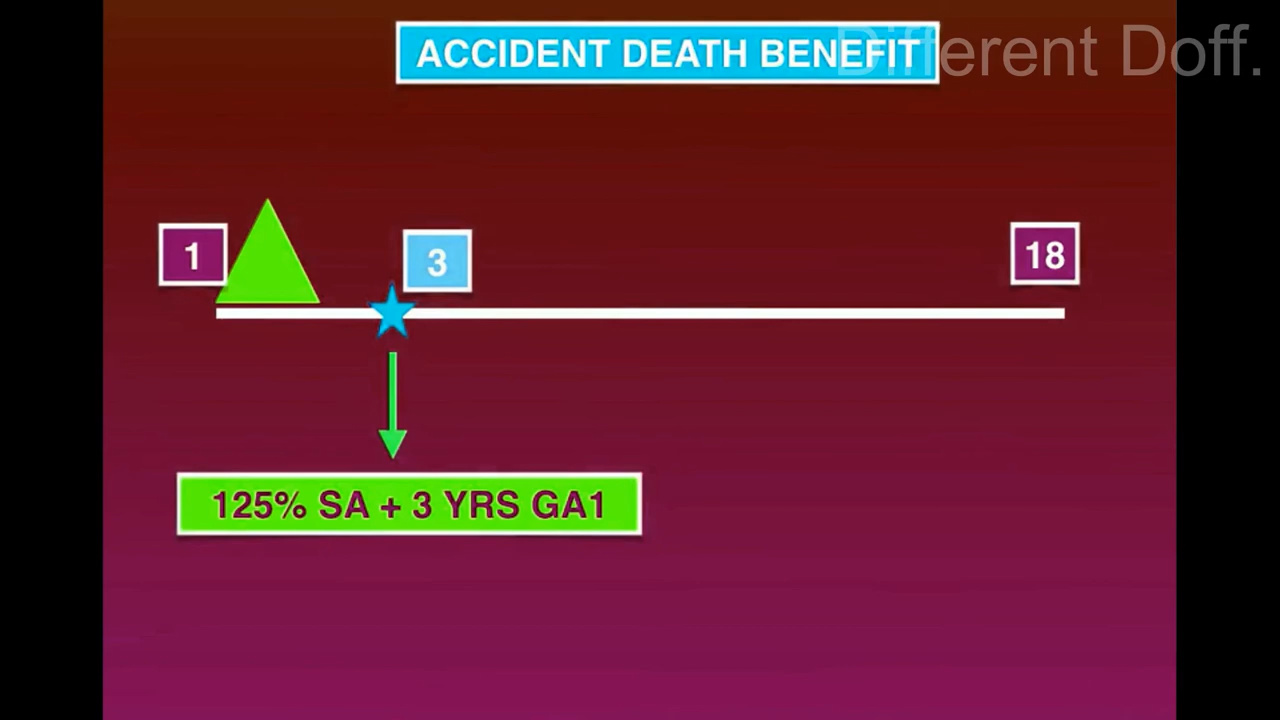 ACCIDENT DEATH BENEFIT
Different Doff.
1
3
18
125% SA + 3 YRS GA1